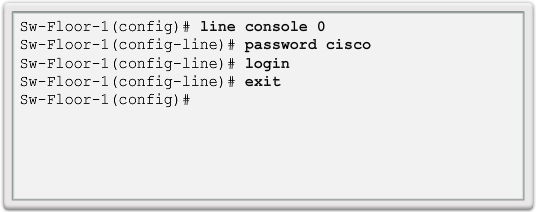 Sw-Floor-1(config)# line console 0
Sw-Floor-1(config-line)# password cisco
Sw-Floor-1(config-line)# login
Sw-Floor-1(config-line)# exit
Sw-Floor-1(config)#